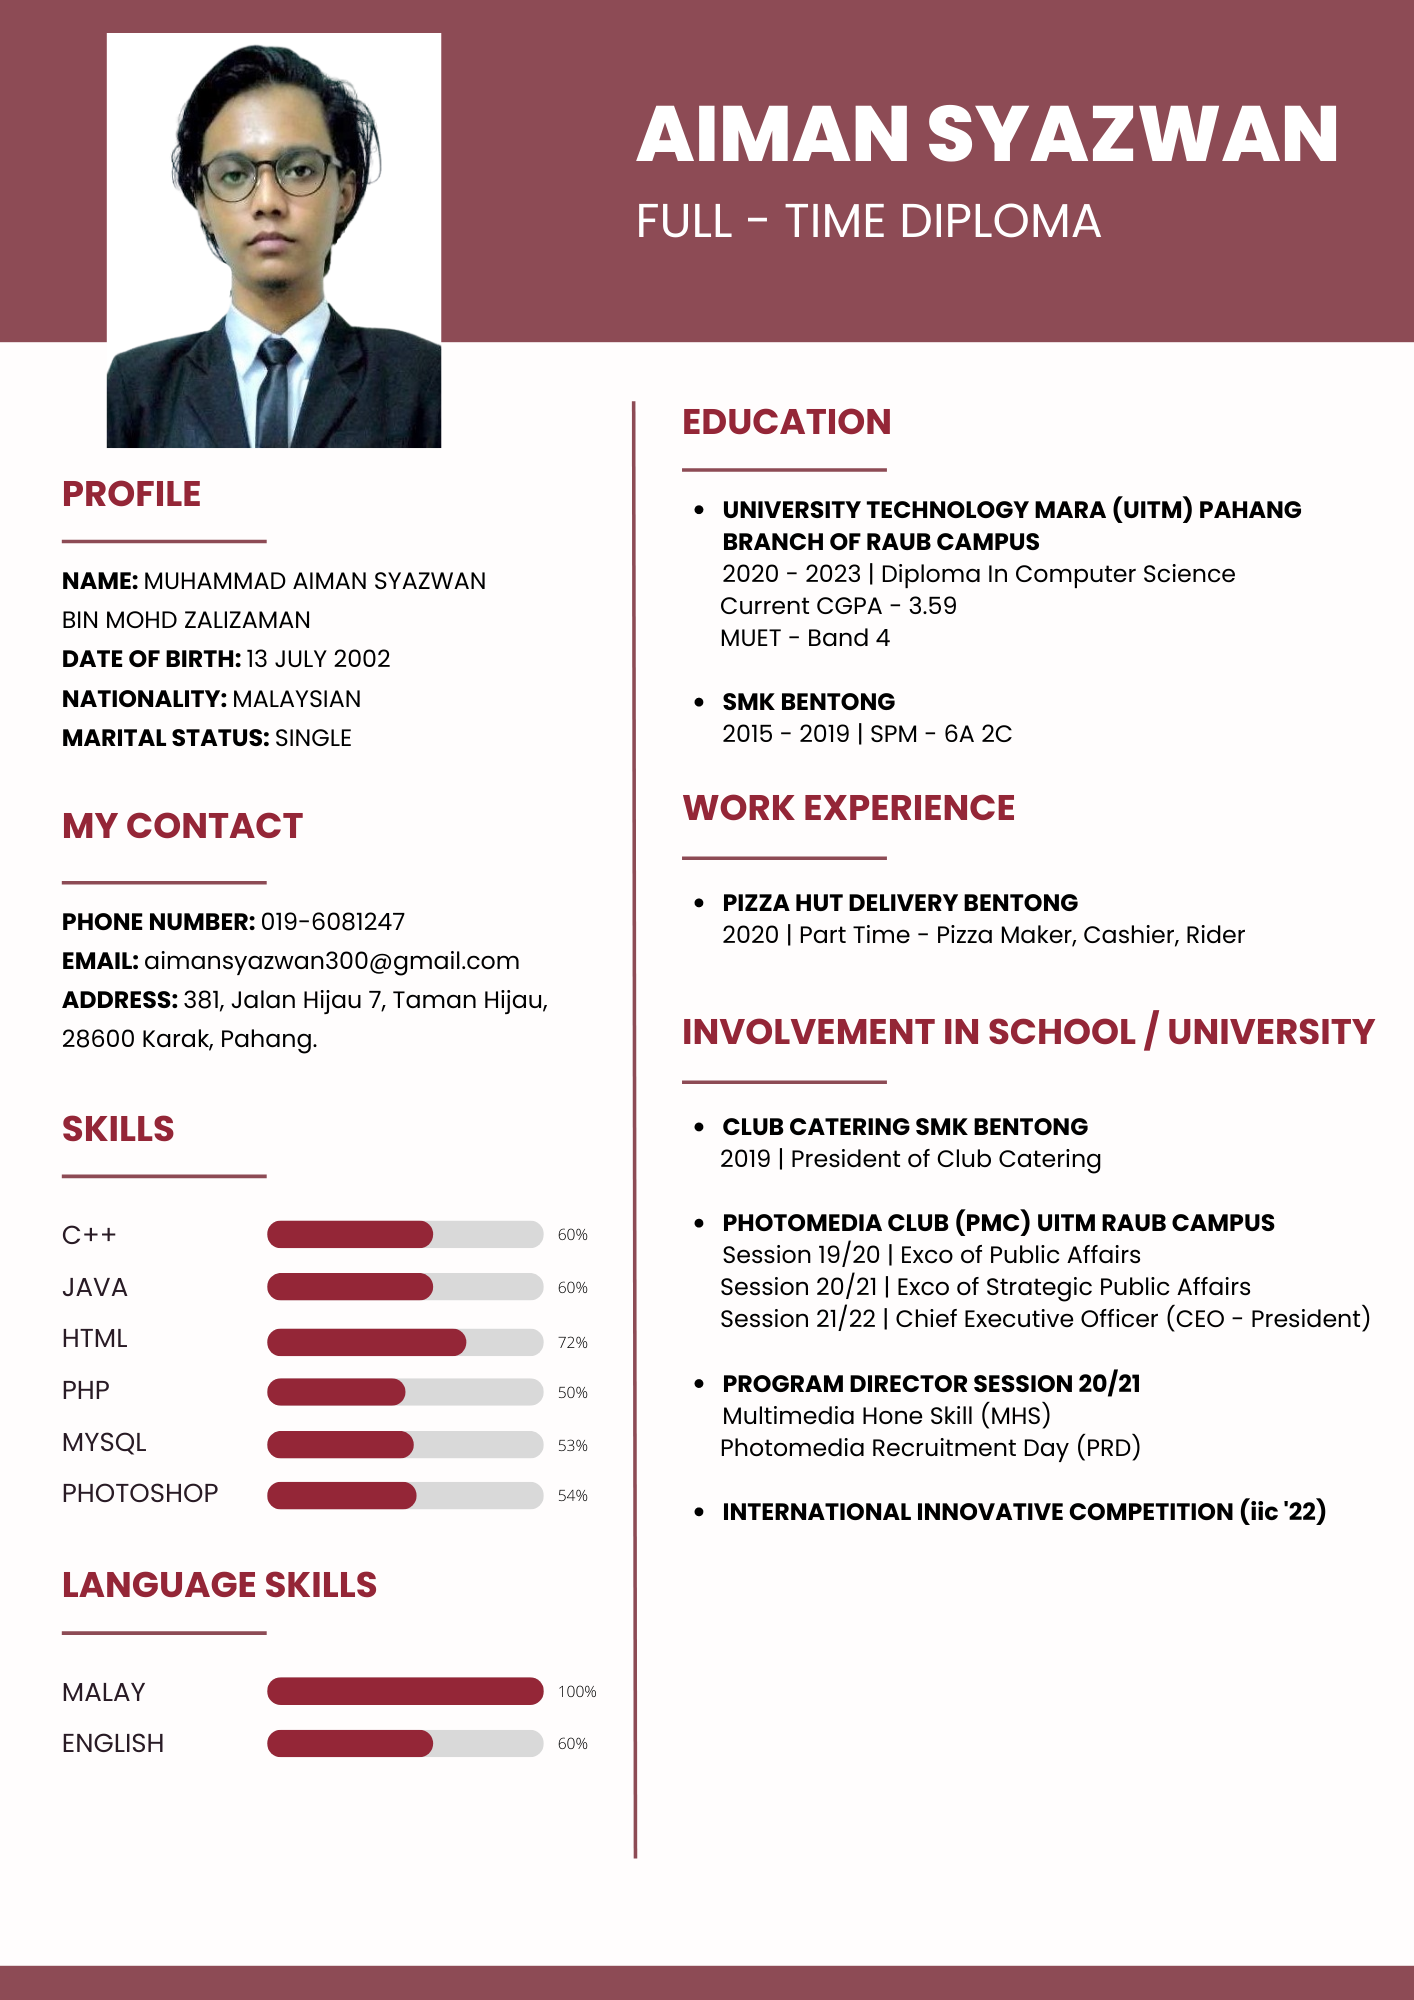 AIMAN SYAZWAN
FULL - TIME DIPLOMA
PROFILE
NAME: MUHAMMAD AIMAN SYAZWAN
BIN MOHD ZALIZAMAN
DATE OF BIRTH: 13 JULY 2002
NATIONALITY: MALAYSIAN
MARITAL STATUS: SINGLE
MY CONTACT
PHONE NUMBER: 019-6081247
EMAIL: aimansyazwan300@gmail.com
ADDRESS: 381, Jalan Hijau 7, Taman Hijau,
28600 Karak, Pahang.
SKILLS
C++ 60%
JAVA 60%
HTML 72%
PHP 50%
MYSQL 53%
PHOTOSHOP 54%
LANGUAGE SKILLS
MALAY 100%
ENGLISH 60%
EDUCATION
• UNIVERSITY TECHNOLOGY MARA (UITM) PAHANG
BRANCH OF RAUB CAMPUS
2020 - 2023 | Diploma In Computer Science
Current CGPA - 3.59
MUET - Band 4
• SMK BENTONG
2015 - 2019 | SPM - 6A 2C
WORK EXPERIENCE
• PIZZA HUT DELIVERY BENTONG
2020 | Part Time - Pizza Maker, Cashier, Rider
INVOLVEMENT IN SCHOOL / UNIVERSITY
• CLUB CATERING SMK BENTONG
2019 | President of Club Catering
• PHOTOMEDIA CLUB (PMC) UITM RAUB CAMPUS
Session 19/20 | Exco of Public Affairs
Session 20/21 | Exco of Strategic Public Affairs
Session 21/22 | Chief Executive Officer (CEO - President)
• PROGRAM DIRECTOR SESSION 20/21
Multimedia Hone Skill (MHS)
Photomedia Recruitment Day (PRD)
• INTERNATIONAL INNOVATIVE COMPETITION (iic '22)